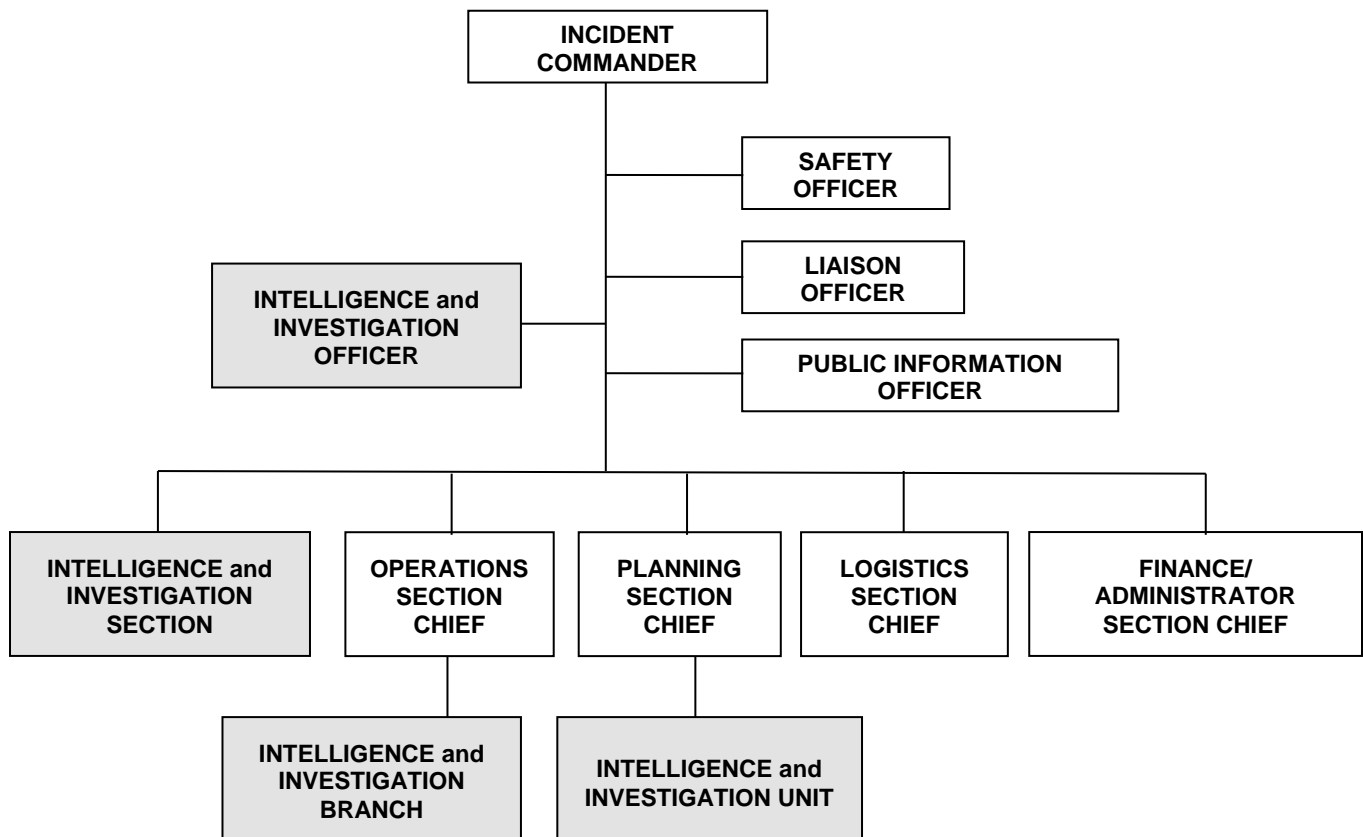 INCIDENT
COMMANDER
SAFETY
OFFICER
LIAISON
OFFICER
INTELLIGENCE and
INVESTIGATION
OFFICER
PUBLIC INFORMATION
OFFICER
INTELLIGENCE and
INVESTIGATION
SECTION
OPERATIONS
SECTION
CHIEF
PLANNING
SECTION
CHIEF
LOGISTICS
SECTION
CHIEF
FINANCE/
ADMINISTRATOR
SECTION CHIEF
INTELLIGENCE and
INVESTIGATION
BRANCH
INTELLIGENCE and
INVESTIGATION UNIT